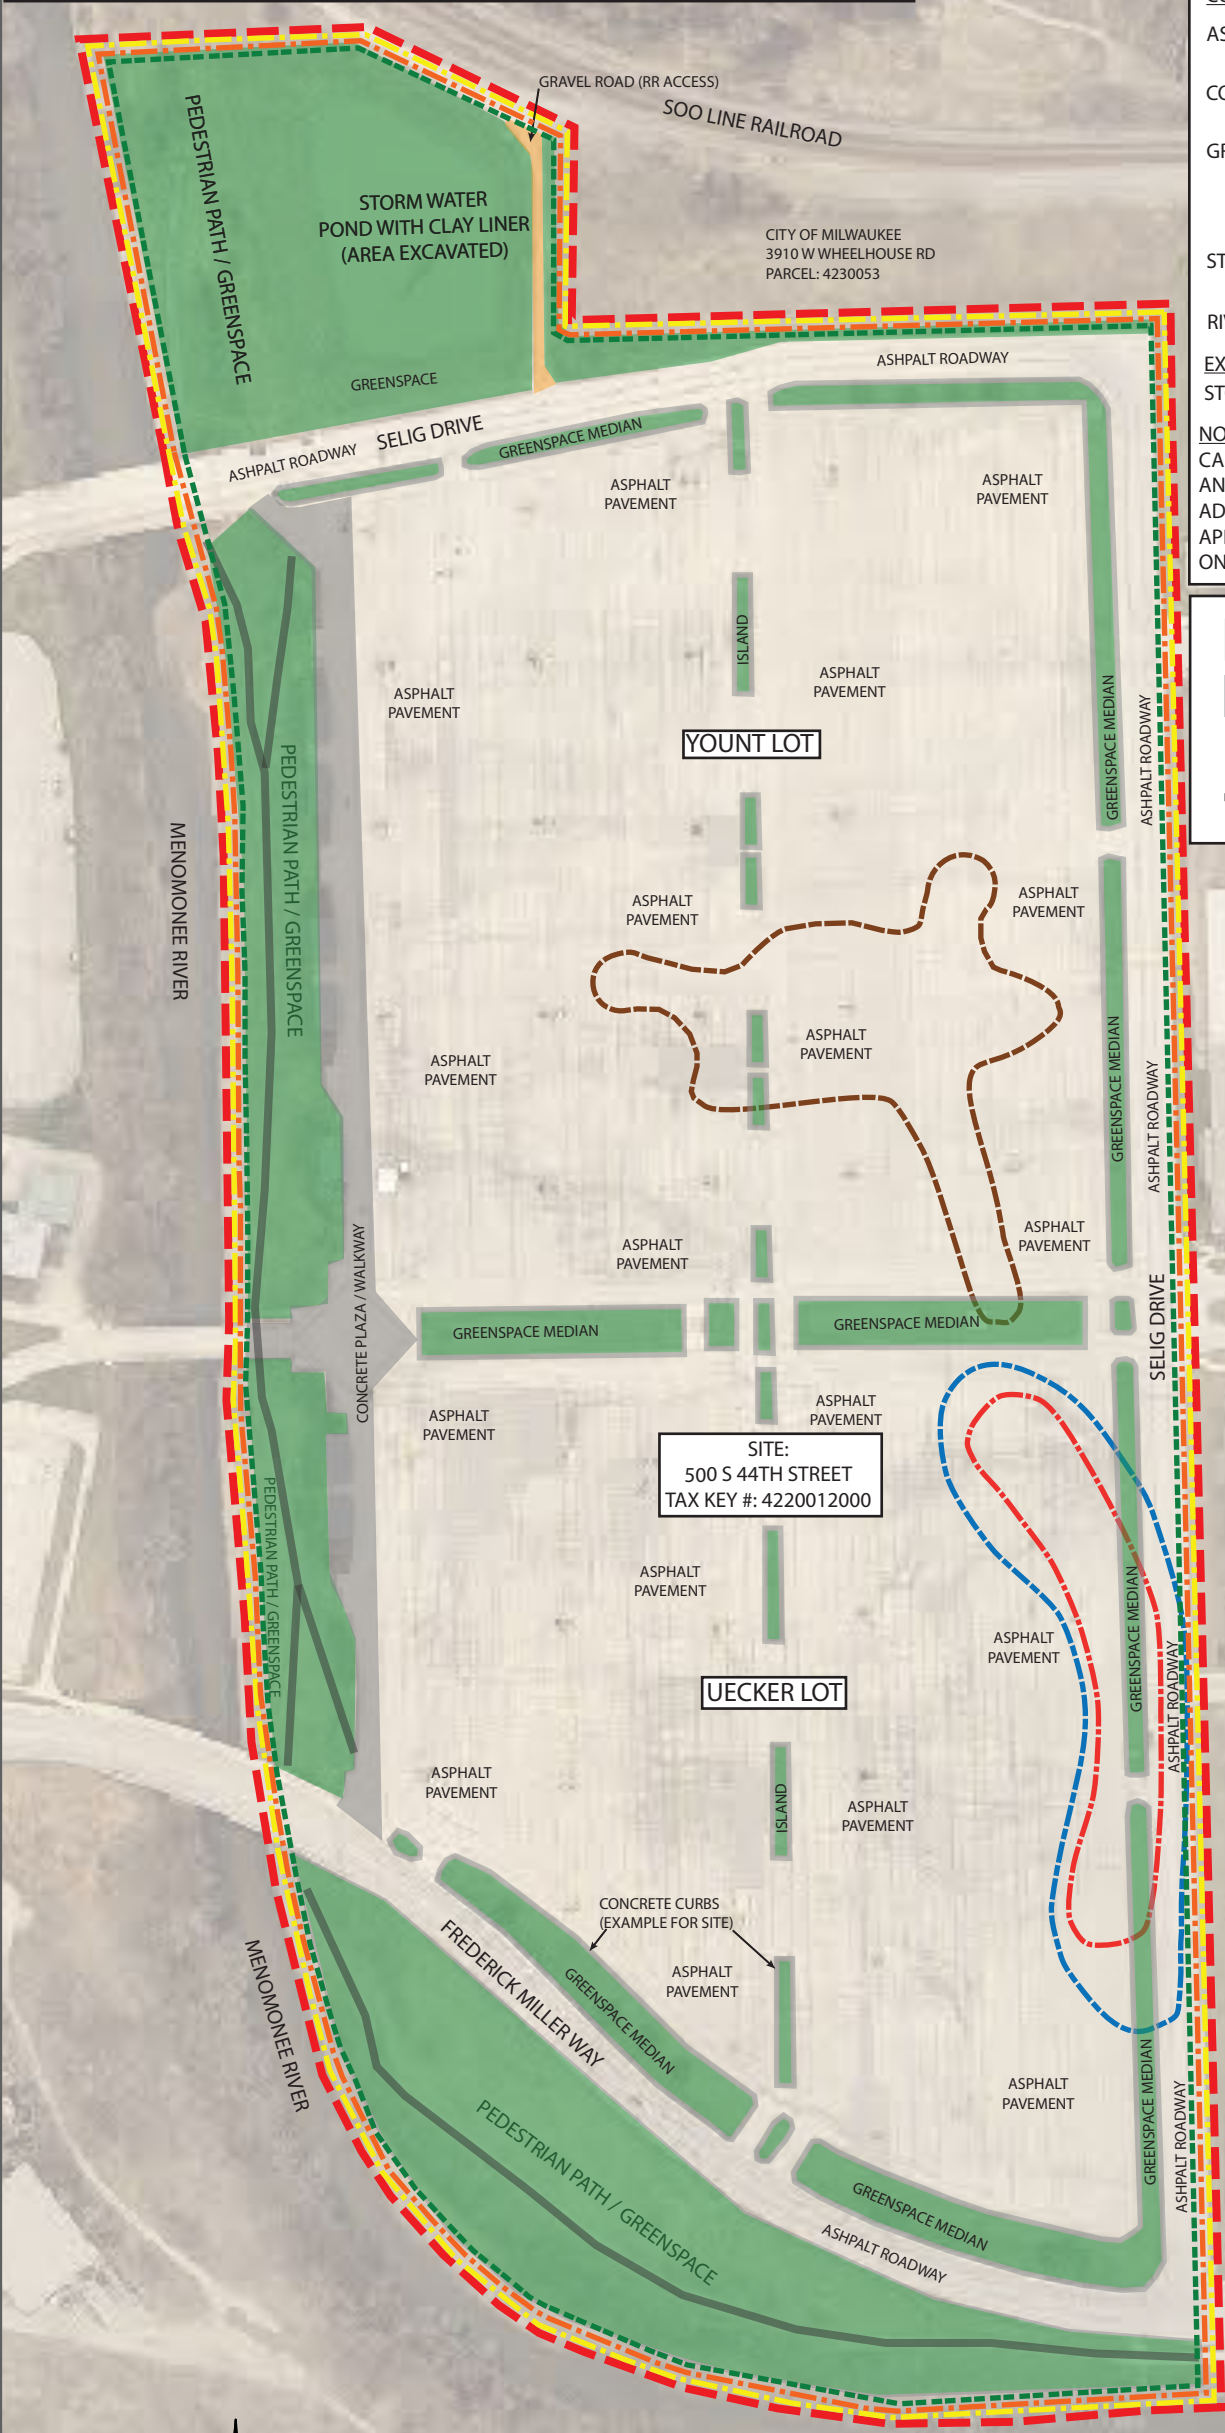 GRAVEL ROAD (RR ACCESS)
SOO LINE RAILROAD
PEDESTRIAN PATH / GREENSPACE
STORM WATER
POND WITH CLAY LINER
(AREA EXCAVATED)
CITY OF MILWAUKEE
3910 W WHEELHOUSE RD
PARCEL: 4230053
GREENSPACE
ASHPALT ROADWAY
SELIG DRIVE
ASHPALT ROADWAY
GREENSPACE MEDIAN
ASPHALT
PAVEMENT
ASPHALT
PAVEMENT
ISLAND
ASPHALT
PAVEMENT
ASPHALT
PAVEMENT
GREENSPACE MEDIAN
ASHPALT ROADWAY
YOUNT LOT
PEDESTRIAN PATH / GREENSPACE
MENOMONEE RIVER
ASPHALT
PAVEMENT
ASPHALT
PAVEMENT
ASPHALT
PAVEMENT
ASPHALT
PAVEMENT
GREENSPACE MEDIAN
ASHPALT ROADWAY
ASPHALT
PAVEMENT
ASPHALT
PAVEMENT
CONCRETE PLAZA / WALKWAY
GREENSPACE MEDIAN
GREENSPACE MEDIAN
SELIG DRIVE
ASPHALT
PAVEMENT
ASPHALT
PAVEMENT
SITE:
500 S 44TH STREET
TAX KEY #: 4220012000
PEDESTRIAN PATH / GREENSPACE
ASPHALT
PAVEMENT
ASPHALT
PAVEMENT
GREENSPACE MEDIAN
ASHPALT ROADWAY
UECKER LOT
ASPHALT
PAVEMENT
ISLAND
ASPHALT
PAVEMENT
CONCRETE CURBS
(EXAMPLE FOR SITE)
FREDERICK MILLER WAY
GREENSPACE MEDIAN
ASPHALT
PAVEMENT
MENOMONEE RIVER
ASPHALT
PAVEMENT
GREENSPACE MEDIAN
ASHPALT ROADWAY
PEDESTRIAN PATH / GREENSPACE
GREENSPACE MEDIAN
ASHPALT ROADWAY